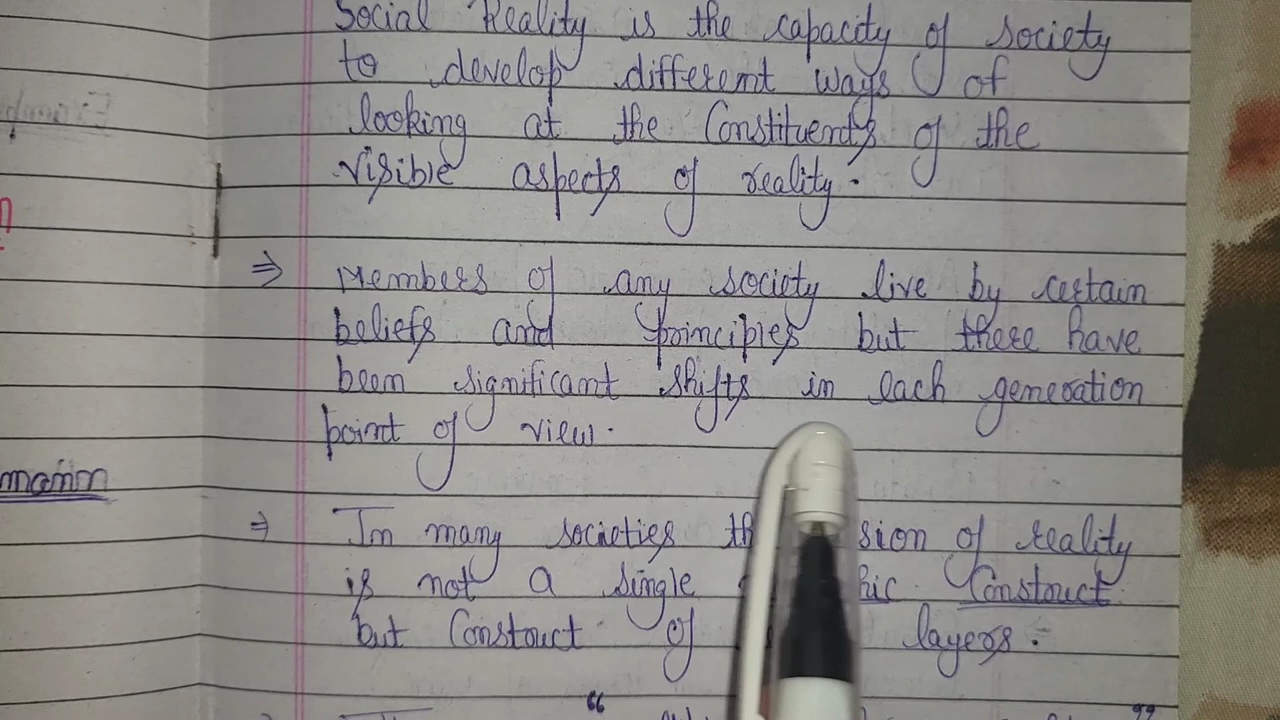 Social Reality is the capacity of society
to develop different ways of
looking at the Constituents of the
visible aspects of reality.
⇒ Members of any society live by certain
beliefs and principles but there have
been significant shifts in each generation
point of view.
⇒ In many societies sion of reality
is not a single hic Construct
but Construct of layers.